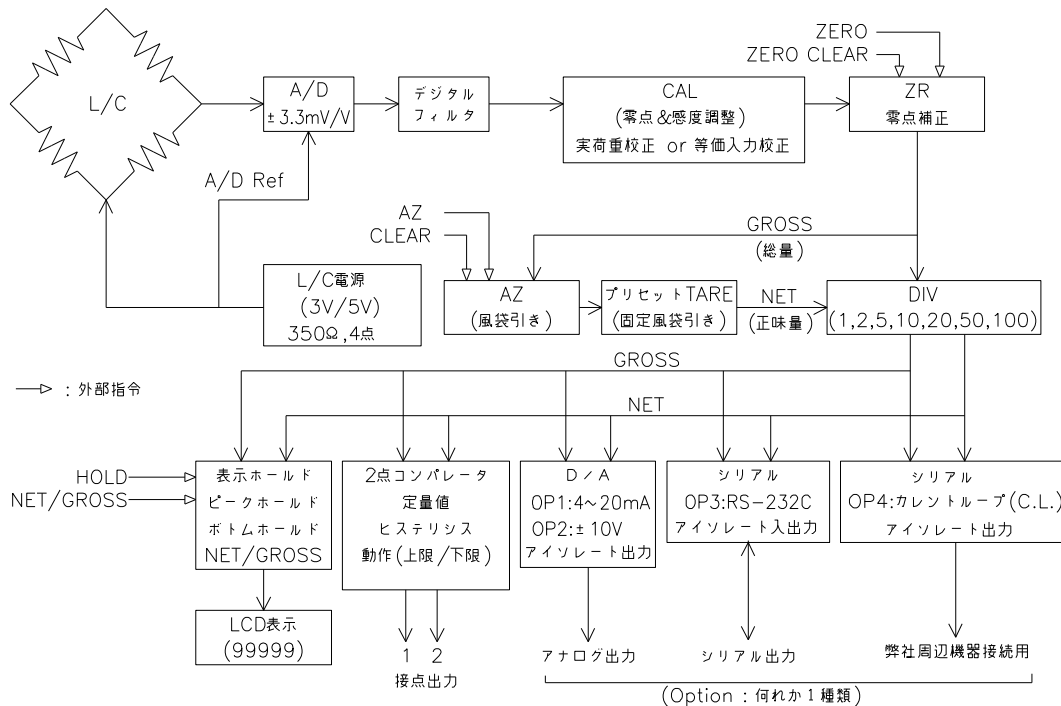 ZERO
ZERO CLEAR
L/C
A/D
±3.3mV/V
デジタル
フィルタ
CAL
(零点&感度調整)
実荷重校正 or 等価入力校正
ZR
零点補正
A/D Ref
AZ
CLEAR
GROSS
(総量)
L/C電源
(3V/5V)
350Ω,4点
AZ
(風袋引き)
プリセットTARE
(固定風袋引き)
NET
(正味量)
DIV
(1,2,5,10,20,50,100)
: 外部指令
GROSS
NET
HOLD
NET/GROSS
表示ホールド
ピークホールド
ボトムホールド
NET/GROSS
2点コンパレータ
定量値
ヒステリシス
動作(上限/下限)
D/A
OP1:4~20mA
OP2:±10V
アイソレート出力
シリアル
OP3:RS-232C
アイソレート入出力
シリアル
OP4:カレントループ(C.L.)
アイソレート出力
LCD表示
(99999)
1 2
接点出力
アナログ出力
シリアル出力
弊社周辺機器接続用
(Option : 何れか1種類)